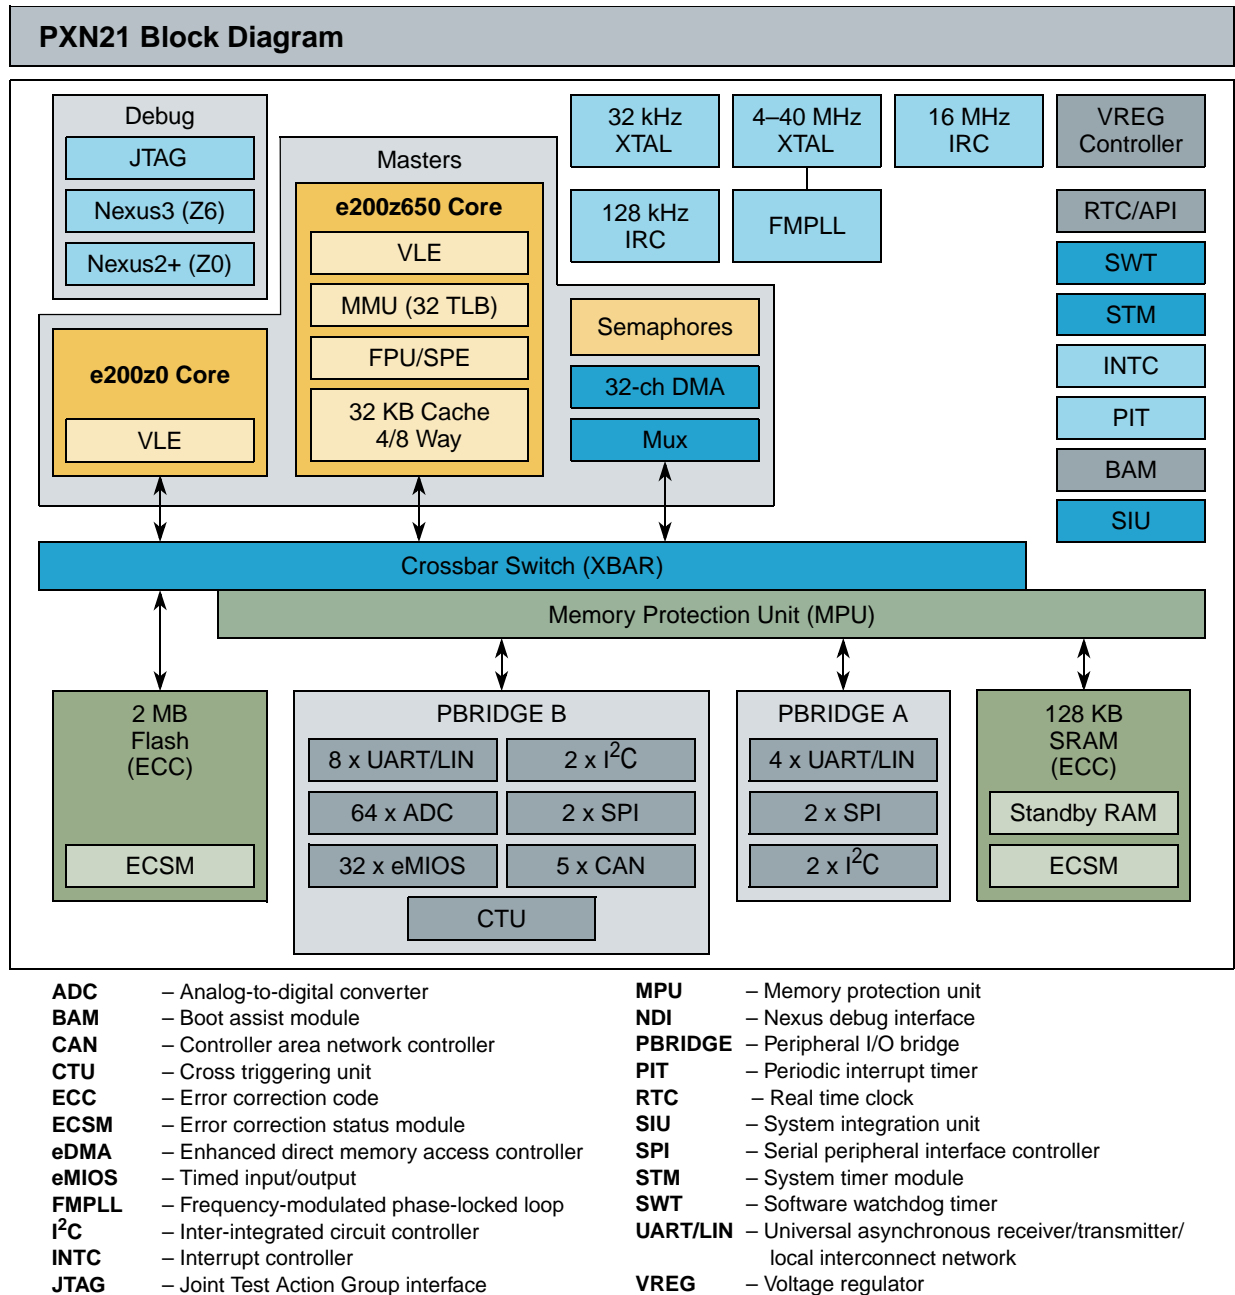 PXN21 Block Diagram
Debug
JTAG
Nexus3 (Z6)
Nexus2+ (Z0)
Masters
e200z650 Core
VLE
MMU (32 TLB)
FPU/SPE
32 KB Cache
4/8 Way
e200z0 Core
VLE
Semaphores
32-ch DMA
Mux
32 kHz
XTAL
4–40 MHz
XTAL
16 MHz
IRC
128 kHz
IRC
FMPLL
VREG
Controller
RTC/API
SWT
STM
INTC
PIT
BAM
SIU
Crossbar Switch (XBAR)
Memory Protection Unit (MPU)
2 MB
Flash
(ECC)
ECSM
PBRIDGE B
8 x UART/LIN
2 x I²C
64 x ADC
2 x SPI
32 x eMIOS
5 x CAN
CTU
PBRIDGE A
4 x UART/LIN
2 x SPI
2 x I²C
128 KB
SRAM
(ECC)
Standby RAM
ECSM
ADC – Analog-to-digital converter
BAM – Boot assist module
CAN – Controller area network controller
CTU – Cross triggering unit
ECC – Error correction code
ECSM – Error correction status module
eDMA – Enhanced direct memory access controller
eMIOS – Timed input/output
FMPLL – Frequency-modulated phase-locked loop
I²C – Inter-integrated circuit controller
INTC – Interrupt controller
JTAG – Joint Test Action Group interface
MPU – Memory protection unit
NDI – Nexus debug interface
PBRIDGE – Peripheral I/O bridge
PIT – Periodic interrupt timer
RTC – Real time clock
SIU – System integration unit
SPI – Serial peripheral interface controller
STM – System timer module
SWT – Software watchdog timer
UART/LIN – Universal asynchronous receiver/transmitter/
local interconnect network
VREG – Voltage regulator